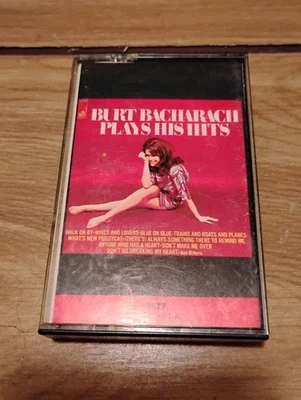 BURT BACHARACH
PLAYS HIS HITS
WALK ON BY•WIVES AND LOVERS•BLUE ON BLUE•TRAINS AND BOATS AND PLANES
WHAT'S NEW PUSSYCAT•(THERE'S) ALWAYS SOMETHING THERE TO REMIND ME
ANYONE WHO HAD A HEART•DON'T MAKE ME OVER
DON'T GO BREAKING MY HEART• And Others